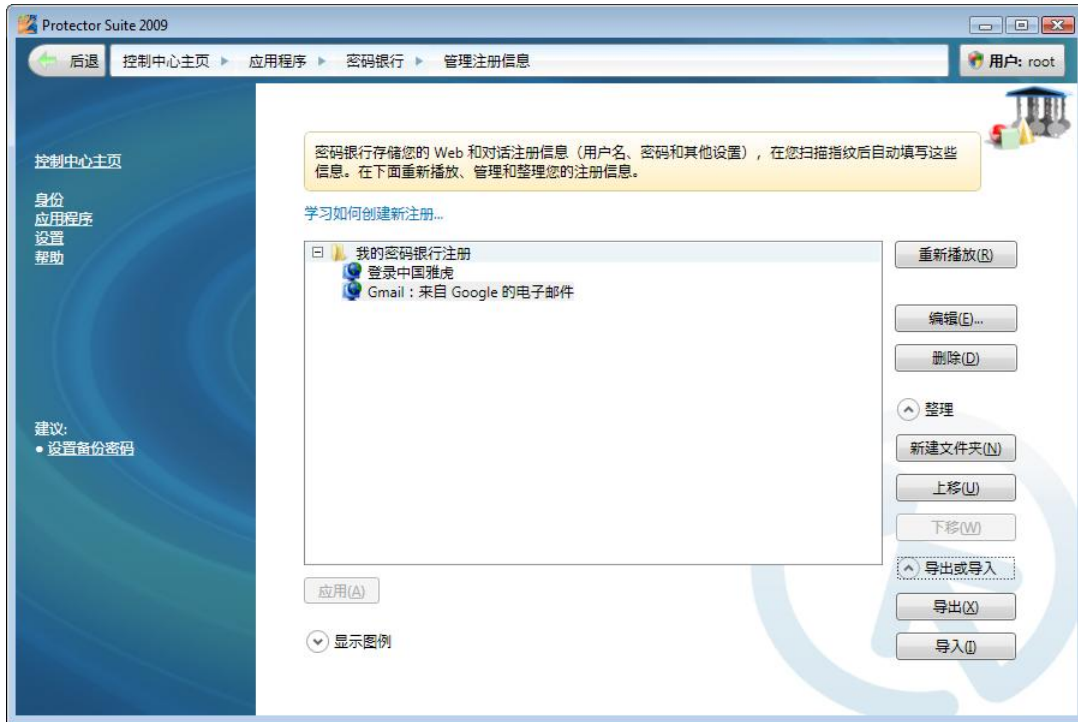 Protector Suite 2009
后退 控制中心主页 应用程序 密码银行 管理注册信息 用户: root
控制中心主页
身份
应用程序
设置
帮助
建议:
• 设置备份密码
密码银行存储您的 Web 和对话注册信息（用户名、密码和其他设置），在您扫描指纹后自动填写这些
信息。在下面重新播放、管理和整理您的注册信息。
学习如何创建新注册...
我的密码银行注册
登录中国雅虎
Gmail：来自 Google 的电子邮件
重新播放(R)
编辑(E)...
删除(D)
整理
新建文件夹(N)
上移(U)
下移(W)
导出或导入
导出(X)
导入(I)
应用(A)
显示图例